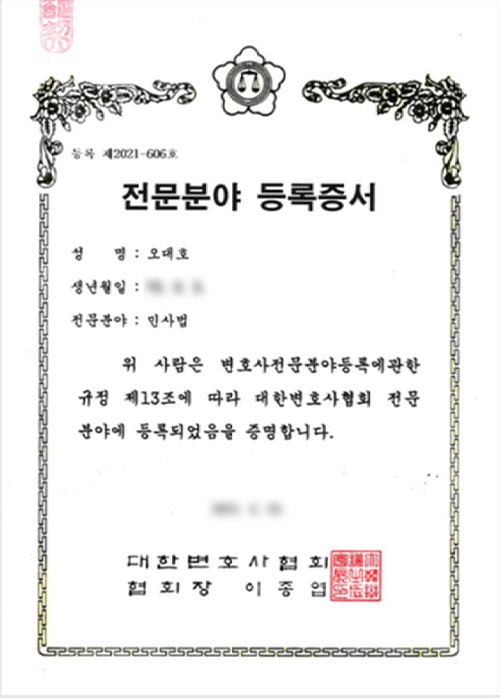 등록 제2021-606호
전문분야 등록증서
성 명 : 오대호
생년월일 :
전문분야 : 민사법
위 사람은 변호사전문분야등록에관한
규정 제13조에 따라 대한변호사협회 전문
분야에 등록되었음을 증명합니다.
대한변호사협회
협회장 이종엽